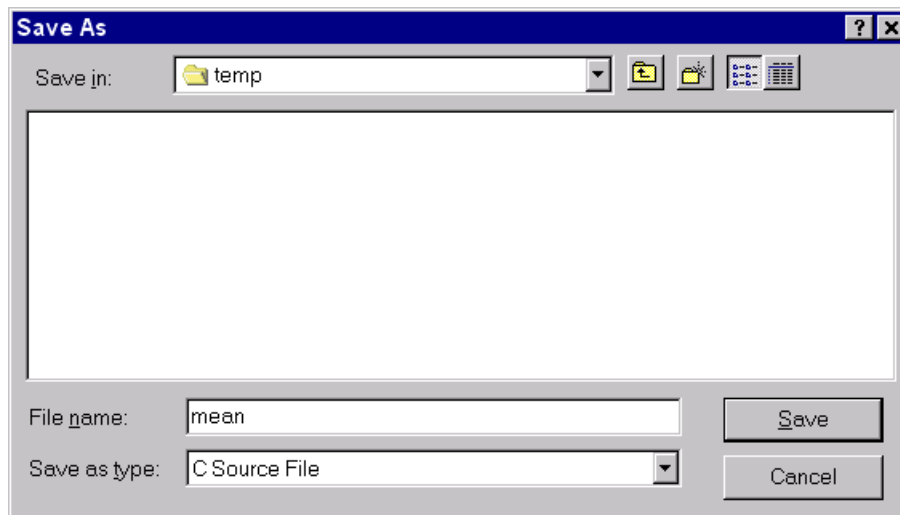 Save As
Save in:
temp
File name:
mean
Save
Save as type:
C Source File
Cancel